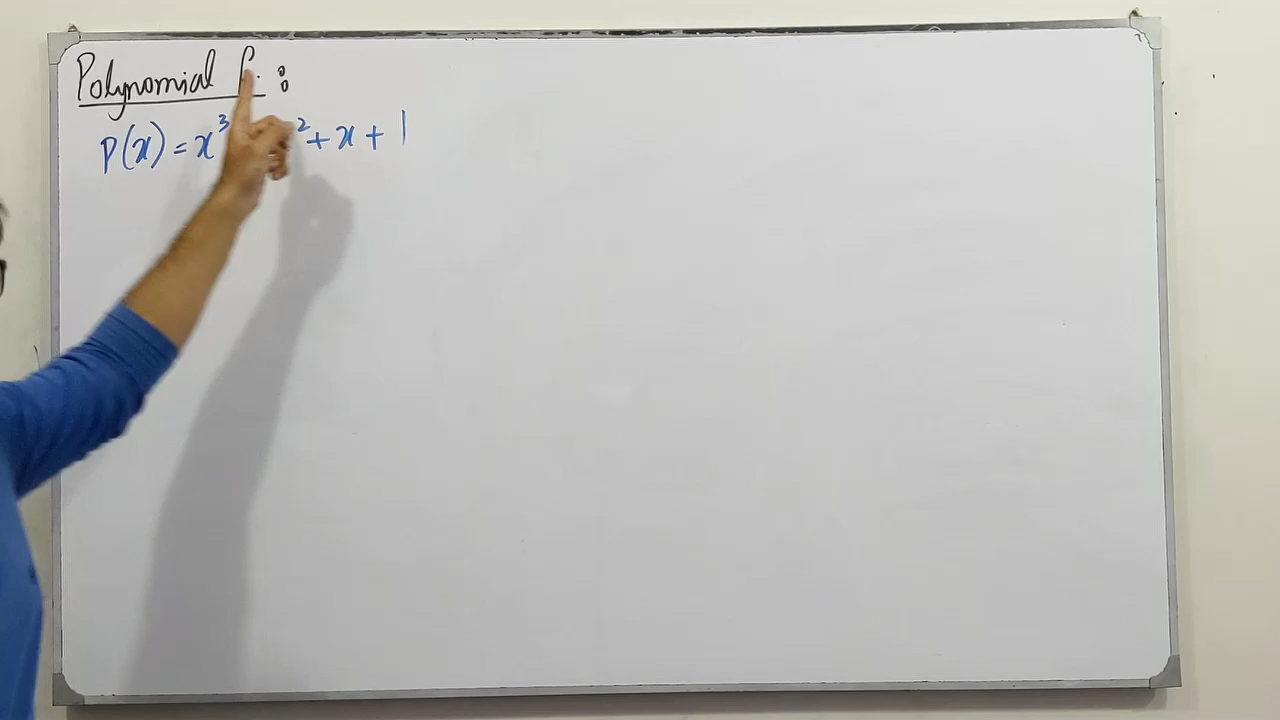 Polynomial f. :
P(x) = x³ ² + x + 1